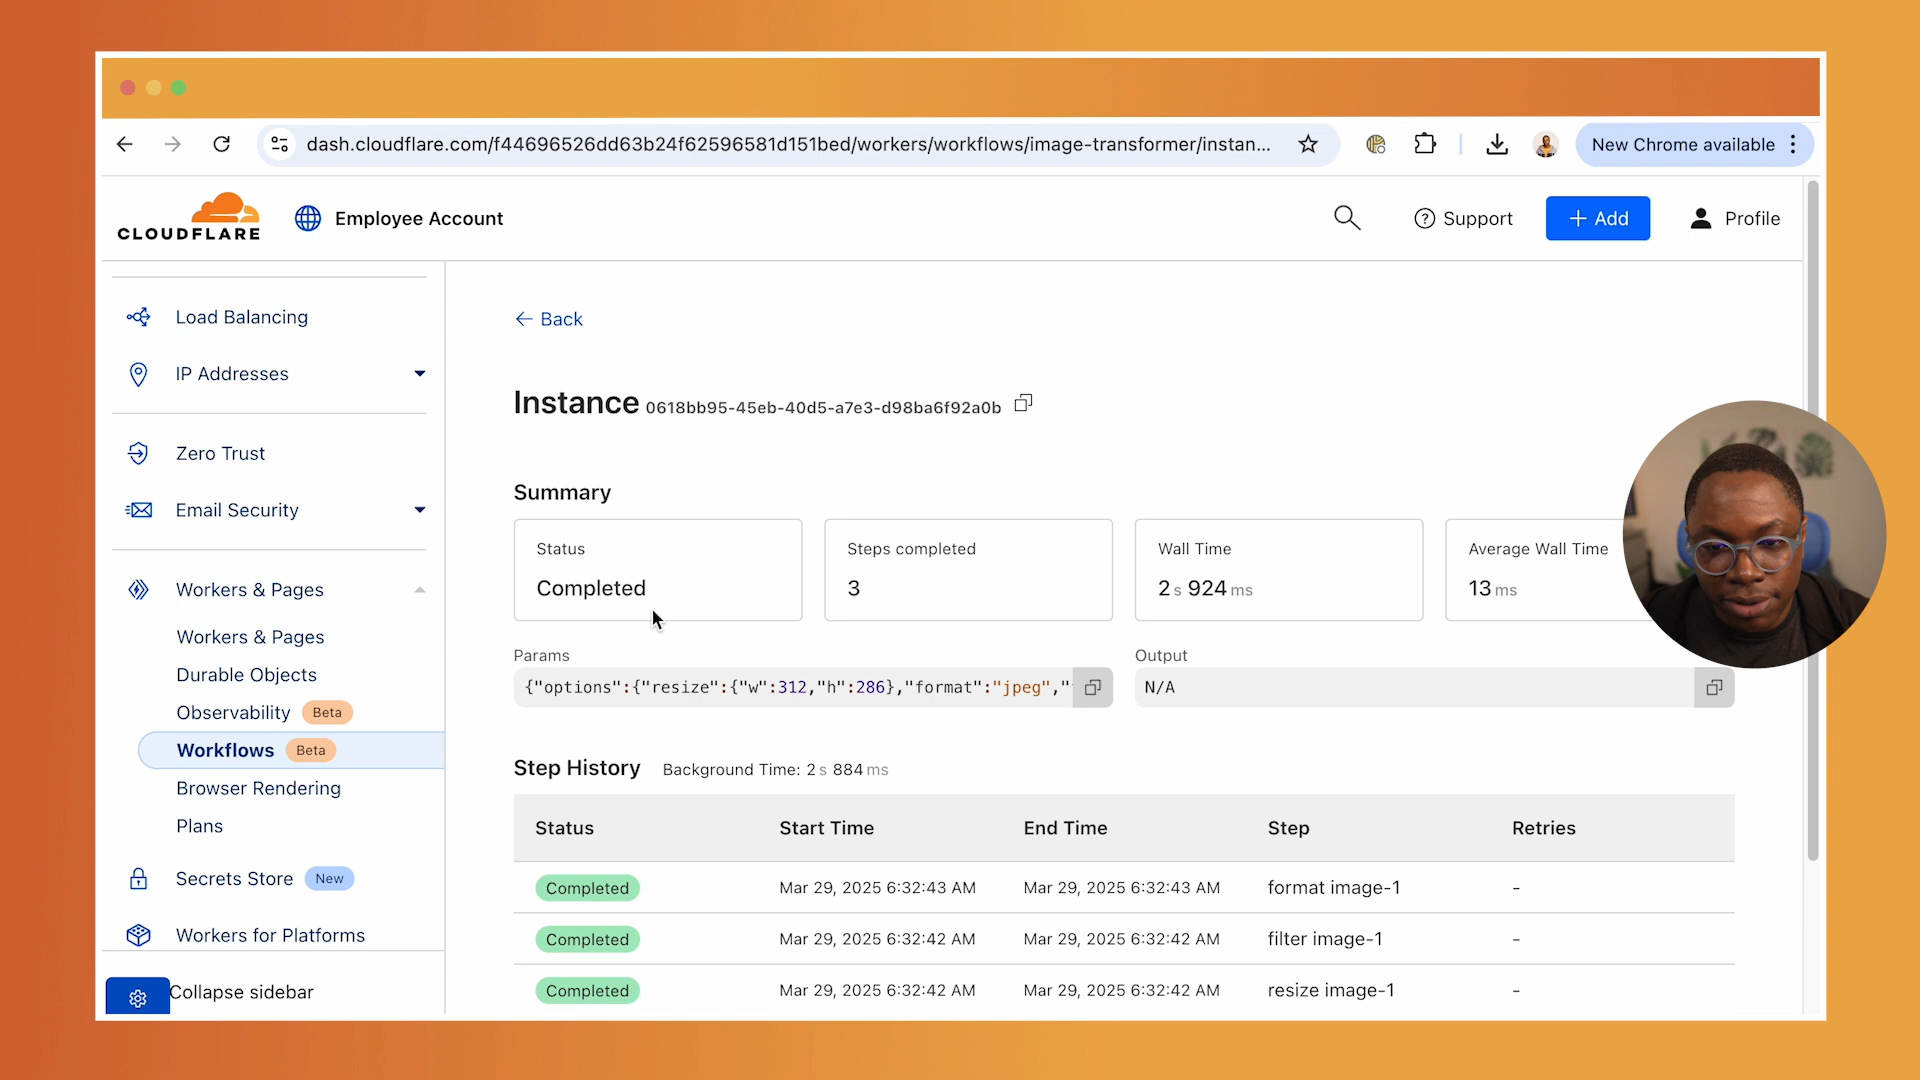 dash.cloudflare.com/f44696526dd63b24f62596581d151bed/workers/workflows/image-transformer/instan...
New Chrome available
CLOUDFLARE
Employee Account
Support
+ Add
Profile
Load Balancing
IP Addresses
Zero Trust
Email Security
Workers & Pages
Workers & Pages
Durable Objects
Observability Beta
Workflows Beta
Browser Rendering
Plans
Secrets Store New
Workers for Platforms
Collapse sidebar
← Back
Instance 0618bb95-45eb-40d5-a7e3-d98ba6f92a0b
Summary
Status
Completed
Steps completed
3
Wall Time
2 s 924 ms
Average Wall Time
13 ms
Params
{"options":{"resize":{"w":312,"h":286},"format":"jpeg","
Output
N/A
Step History Background Time: 2 s 884 ms
Status Start Time End Time Step Retries
Completed Mar 29, 2025 6:32:43 AM Mar 29, 2025 6:32:43 AM format image-1 -
Completed Mar 29, 2025 6:32:42 AM Mar 29, 2025 6:32:42 AM filter image-1 -
Completed Mar 29, 2025 6:32:42 AM Mar 29, 2025 6:32:42 AM resize image-1 -